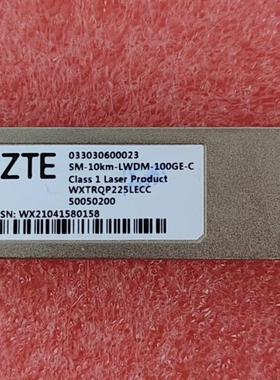 ZTE
033030600023
SM-10km-LWDM-100GE-C
Class 1 Laser Product
WXTRQP225LECC
50050200
SN: WX21041580158